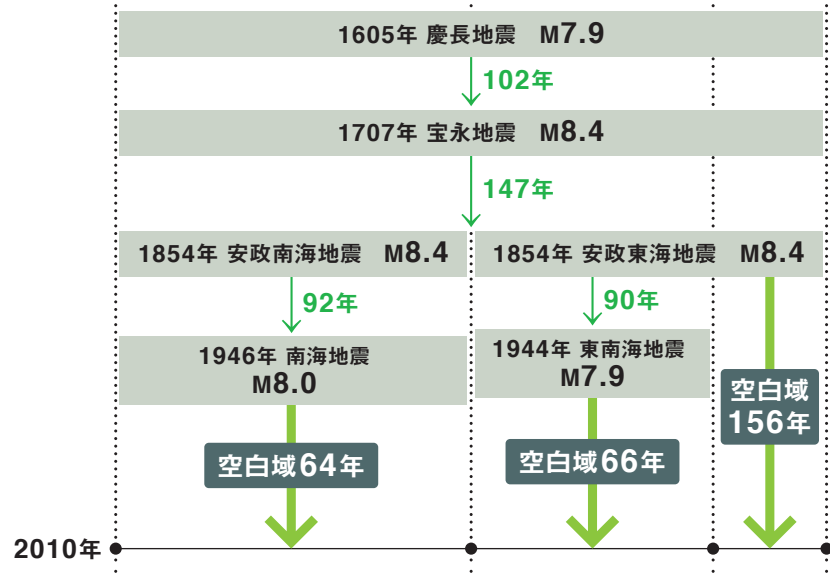 1605年 慶長地震 M7.9
102年
1707年 宝永地震 M8.4
147年
1854年 安政南海地震 M8.4
1854年 安政東海地震 M8.4
92年
90年
1946年 南海地震
M8.0
1944年 東南海地震
M7.9
空白域
156年
空白域64年
空白域66年
2010年